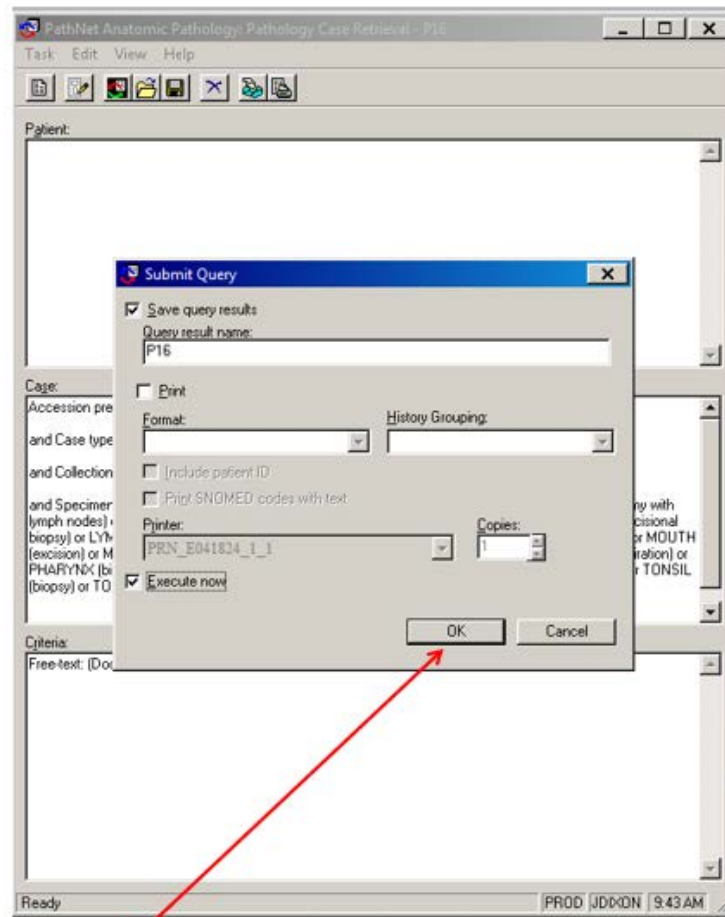 PathNet Anatomic Pathology: Pathology Case Retrieval - P16
Task Edit View Help
Patient:
Submit Query
Save query results
Query result name:
P16
Print
Format:
History Grouping:
Include patient ID
Print SNOMED codes with text
Printer:
Copies:
PRN_E041824_1_1
1
Execute now
OK Cancel
Case:
Accession pre
and Case type
and Collection
and Specimen
ny with
lymph nodes)
cisional
biopsy) or LYM
or MOUTH
(excision) or M
iration) or
PHARYNX (bi
r TONSIL
(biopsy) or TO
Criteria:
Free-text: (Doc
Ready PROD JDIXON 9:43 AM